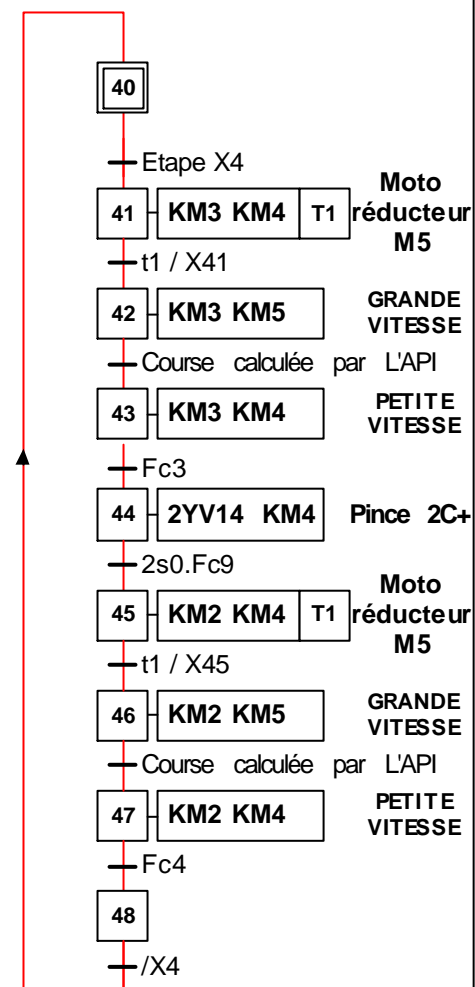 40
Etape X4
41 KM3 KM4 T1 Moto réducteur M5
t1 / X41
42 KM3 KM5 GRANDE VITESSE
Course calculée par L'API
43 KM3 KM4 PETITE VITESSE
Fc3
44 2YV14 KM4 Pince 2C+
2s0.Fc9
45 KM2 KM4 T1 Moto réducteur M5
t1 / X45
46 KM2 KM5 GRANDE VITESSE
Course calculée par L'API
47 KM2 KM4 PETITE VITESSE
Fc4
48
/X4